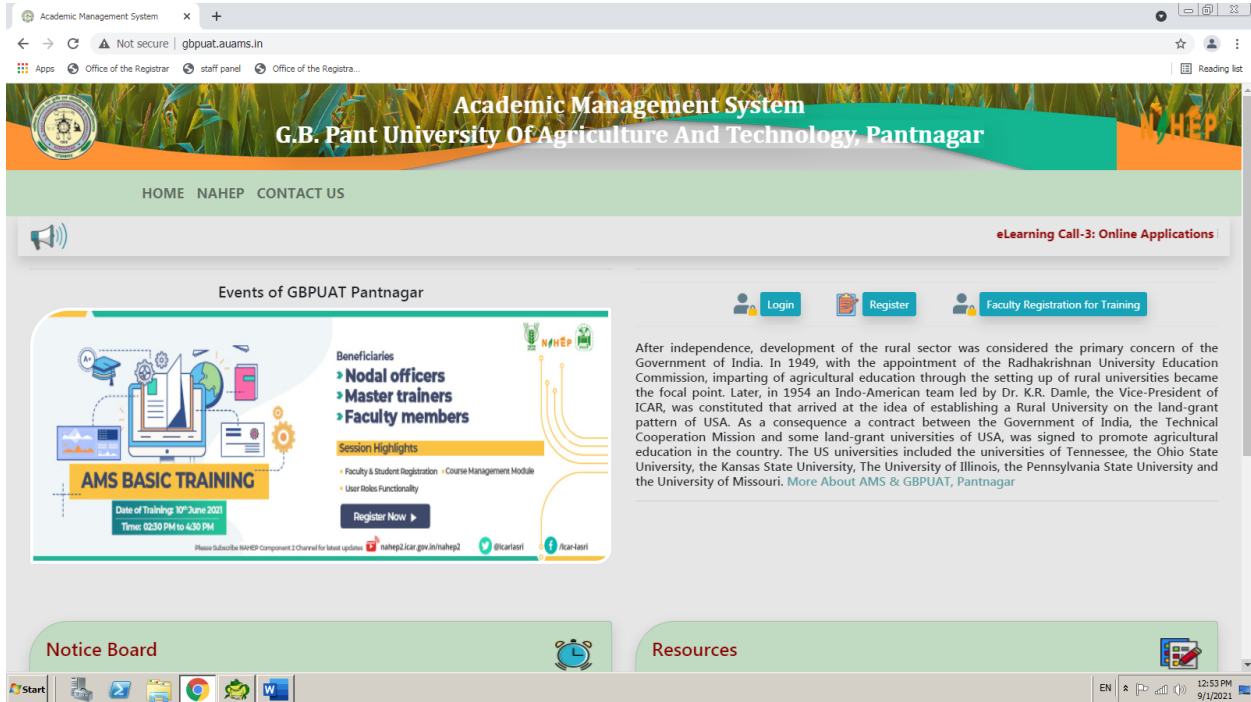 Academic Management System
Not secure | gbpuat.auams.in
Apps Office of the Registrar staff panel Office of the Registra... Reading list
Academic Management System
G.B. Pant University Of Agriculture And Technology, Pantnagar
NAHEP
HOME NAHEP CONTACT US
eLearning Call-3: Online Applications
Events of GBPUAT Pantnagar
A+
NAHEP
Beneficiaries
Nodal officers
Master trainers
Faculty members
Session Highlights
Faculty & Student Registration Course Management Module
User Roles Functionality
AMS BASIC TRAINING
Date of Training: 10th June 2021
Time: 02:30 PM to 4:30 PM
Register Now
Please Subscribe NAHEP Component 2 Channel for latest updates nahep2.icar.gov.in/nahep2 @icariasri /icar-iasri
Login Register Faculty Registration for Training
After independence, development of the rural sector was considered the primary concern of the
Government of India. In 1949, with the appointment of the Radhakrishnan University Education
Commission, imparting of agricultural education through the setting up of rural universities became
the focal point. Later, in 1954 an Indo-American team led by Dr. K.R. Damle, the Vice-President of
ICAR, was constituted that arrived at the idea of establishing a Rural University on the land-grant
pattern of USA. As a consequence a contract between the Government of India, the Technical
Cooperation Mission and some land-grant universities of USA, was signed to promote agricultural
education in the country. The US universities included the universities of Tennessee, the Ohio State
University, the Kansas State University, The University of Illinois, the Pennsylvania State University and
the University of Missouri. More About AMS & GBPUAT, Pantnagar
Notice Board
Resources
Start
EN
12:53 PM
9/1/2021